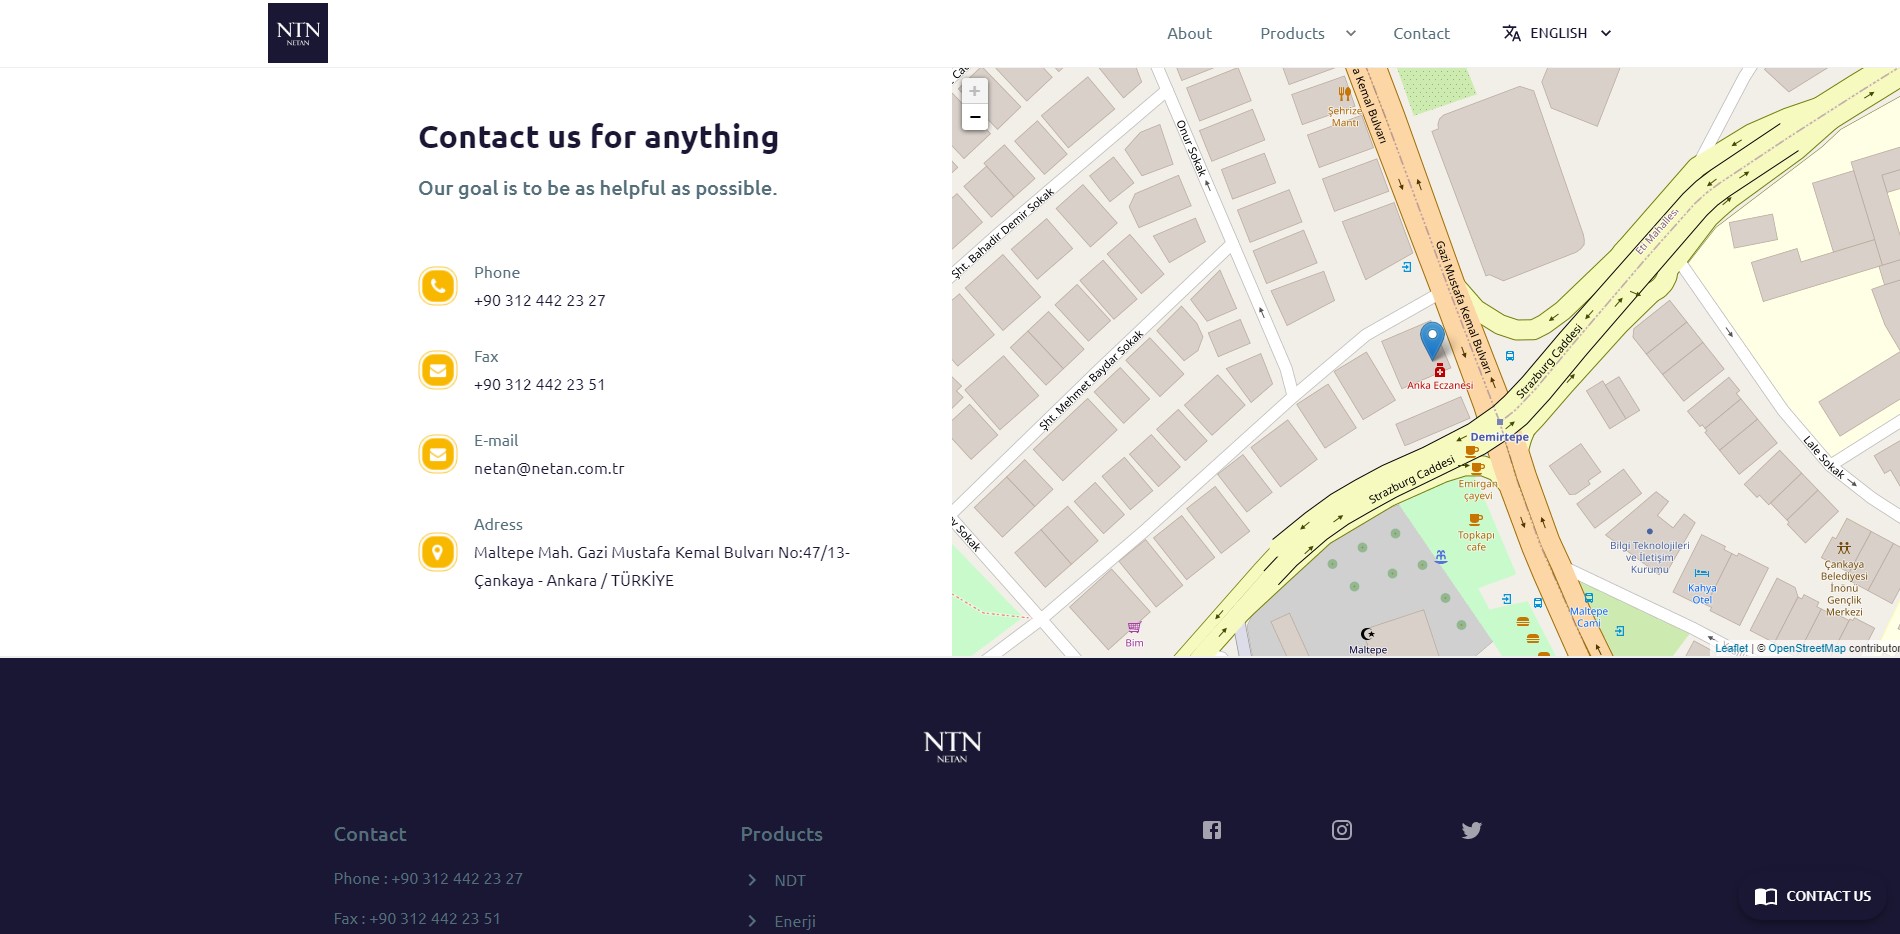 NTN
NETAN
About
Products
Contact
ENGLISH
Contact us for anything
Our goal is to be as helpful as possible.
Phone
+90 312 442 23 27
Fax
+90 312 442 23 51
E-mail
netan@netan.com.tr
Adress
Maltepe Mah. Gazi Mustafa Kemal Bulvarı No:47/13-
Çankaya - Ankara / TÜRKİYE
+
−
Şehrize
Mantı
a Kemal Bulvarı
Onur Sokak
Şht. Bahadir Demir Sokak
Eti Mahallesi
Gazi Mustafa Kemal Bulvarı
Şht. Mehmet Baydar Sokak
Anka Eczanesi
Strazburg Caddesi
Demirtepe
Strazburg Caddesi
Emirgan
çayevi
Lale Sokak
y Sokak
Topkapı
cafe
Bilgi Teknolojileri
ve İletişim
Kurumu
Kahya
Otel
Çankaya
Belediyesi
İnönü
Gençlik
Merkezi
Maltepe
Cami
Bim
Maltepe
Leaflet | © OpenStreetMap contributor
NTN
NETAN
Contact
Phone : +90 312 442 23 27
Fax : +90 312 442 23 51
Products
NDT
Enerji
CONTACT US